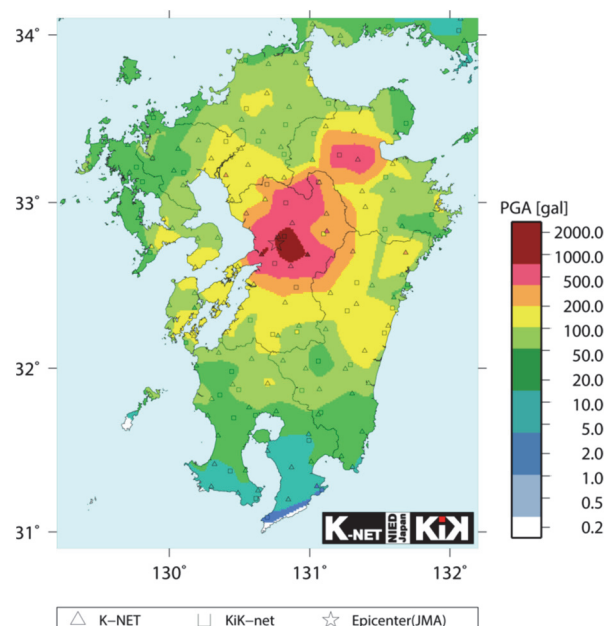 34°
33°
32°
31°
130°
131°
132°
PGA [gal]
2000.0
1000.0
500.0
200.0
100.0
50.0
20.0
10.0
5.0
2.0
1.0
0.5
0.2
K-NET
NIED
Japan
KiK
K-NET
KiK-net
Epicenter(JMA)